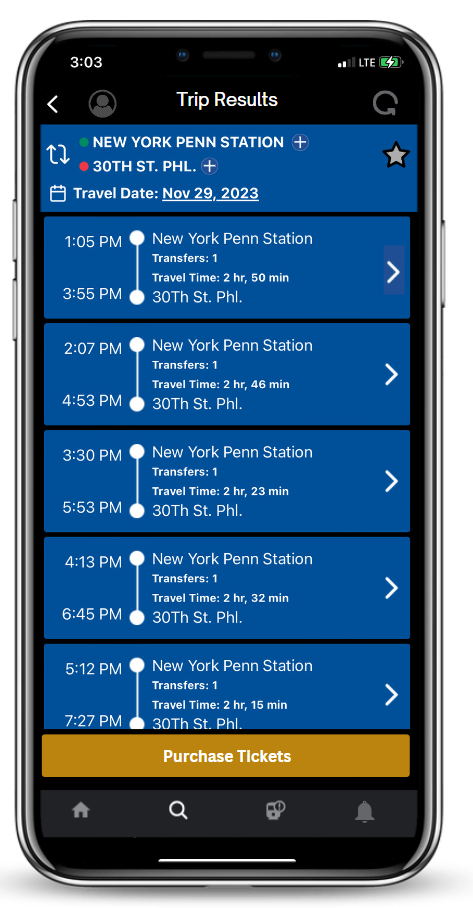 3:03
LTE
Trip Results
NEW YORK PENN STATION
30TH ST. PHL.
Travel Date: Nov 29, 2023
1:05 PM
New York Penn Station
Transfers: 1
Travel Time: 2 hr, 50 min
3:55 PM
30Th St. Phl.
2:07 PM
New York Penn Station
Transfers: 1
Travel Time: 2 hr, 46 min
4:53 PM
30Th St. Phl.
3:30 PM
New York Penn Station
Transfers: 1
Travel Time: 2 hr, 23 min
5:53 PM
30Th St. Phl.
4:13 PM
New York Penn Station
Transfers: 1
Travel Time: 2 hr, 32 min
6:45 PM
30Th St. Phl.
5:12 PM
New York Penn Station
Transfers: 1
Travel Time: 2 hr, 15 min
7:27 PM
30Th St. Phl.
Purchase TIckets